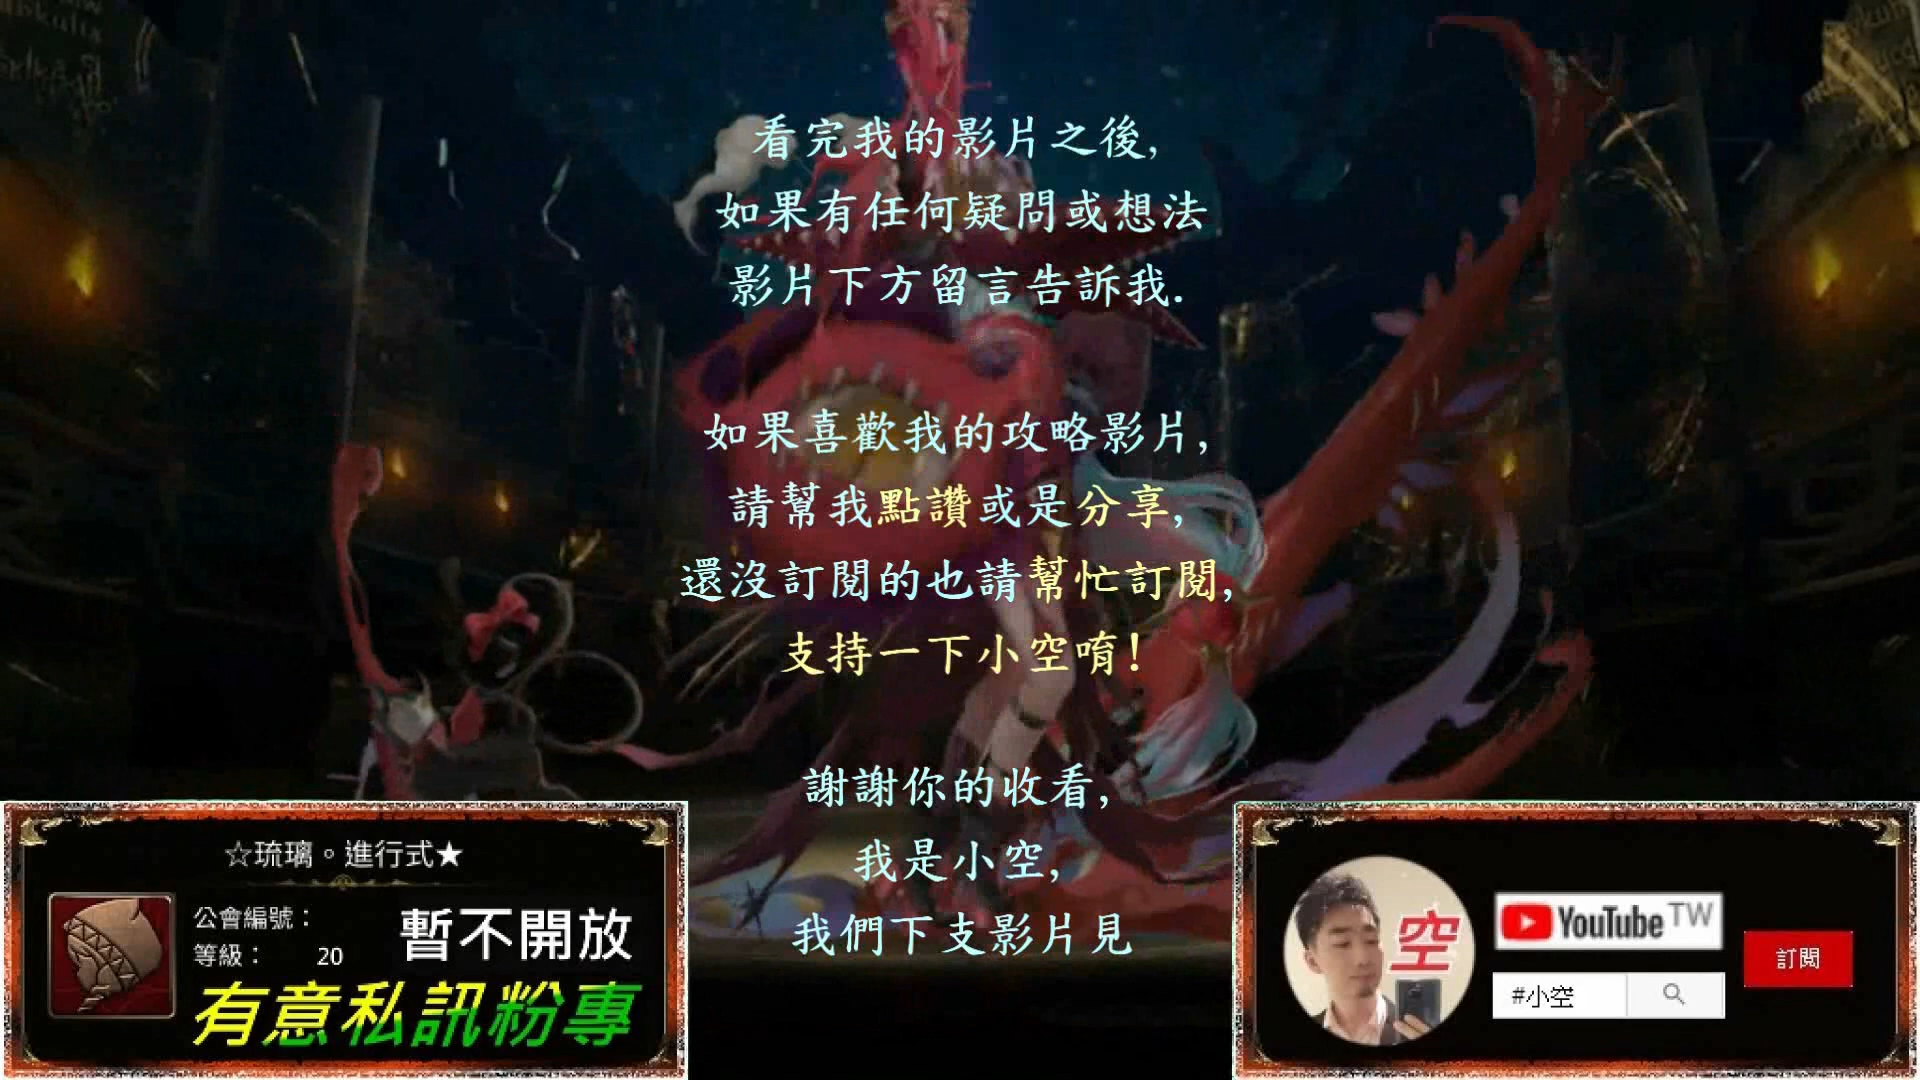 看完我的影片之後,
如果有任何疑問或想法
影片下方留言告訴我.
如果喜歡我的攻略影片,
請幫我點讚或是分享,
還沒訂閱的也請幫忙訂閱,
支持一下小空唷!
謝謝你的收看,
我是小空,
我們下支影片見
☆琉璃。進行式★
公會編號：
暫不開放
等級： 20
有意私訊粉專
空
YouTube TW
#小空
訂閱